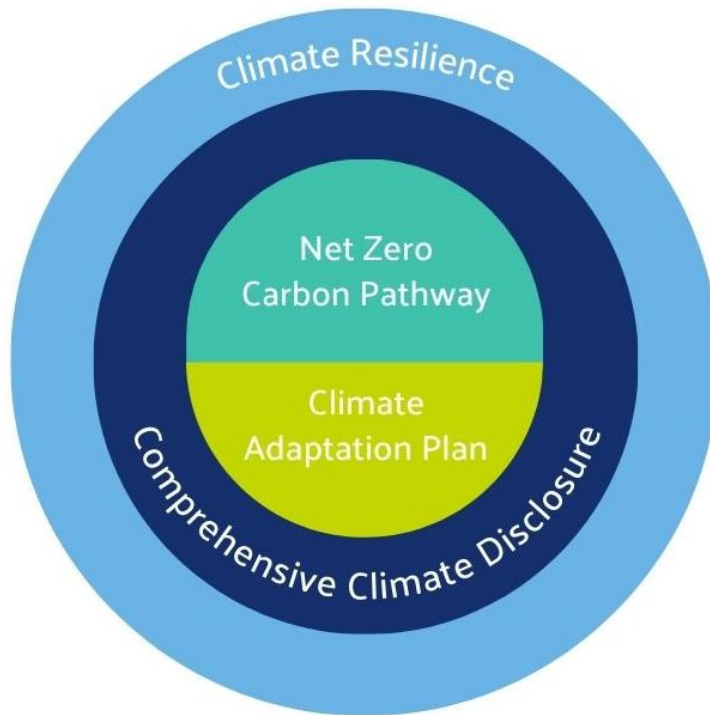 Climate Resilience
Net Zero
Carbon Pathway
Climate
Adaptation Plan
Comprehensive Climate Disclosure